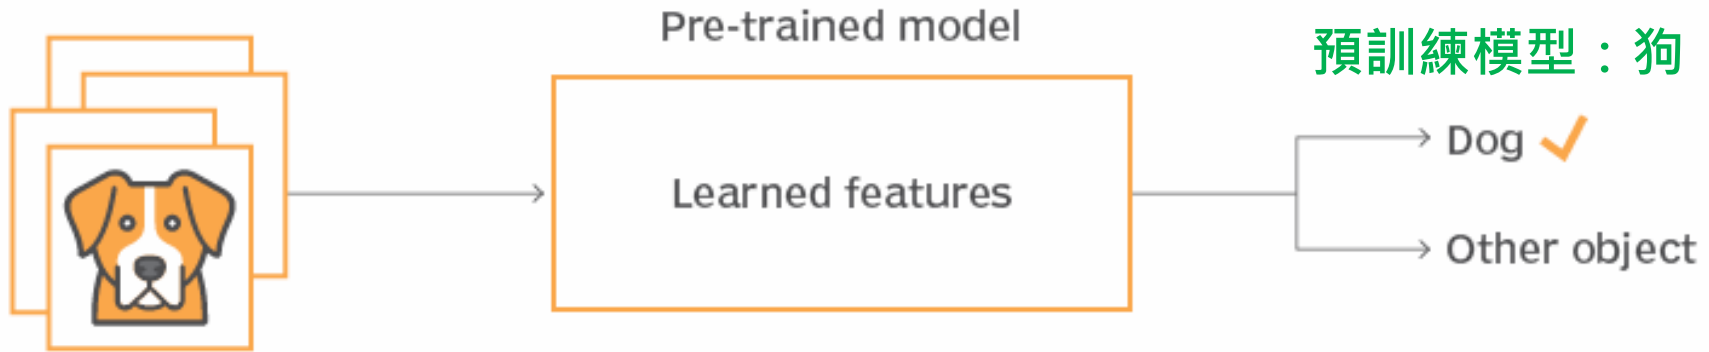 Pre-trained model
預訓練模型：狗
Learned features
Dog
Other object